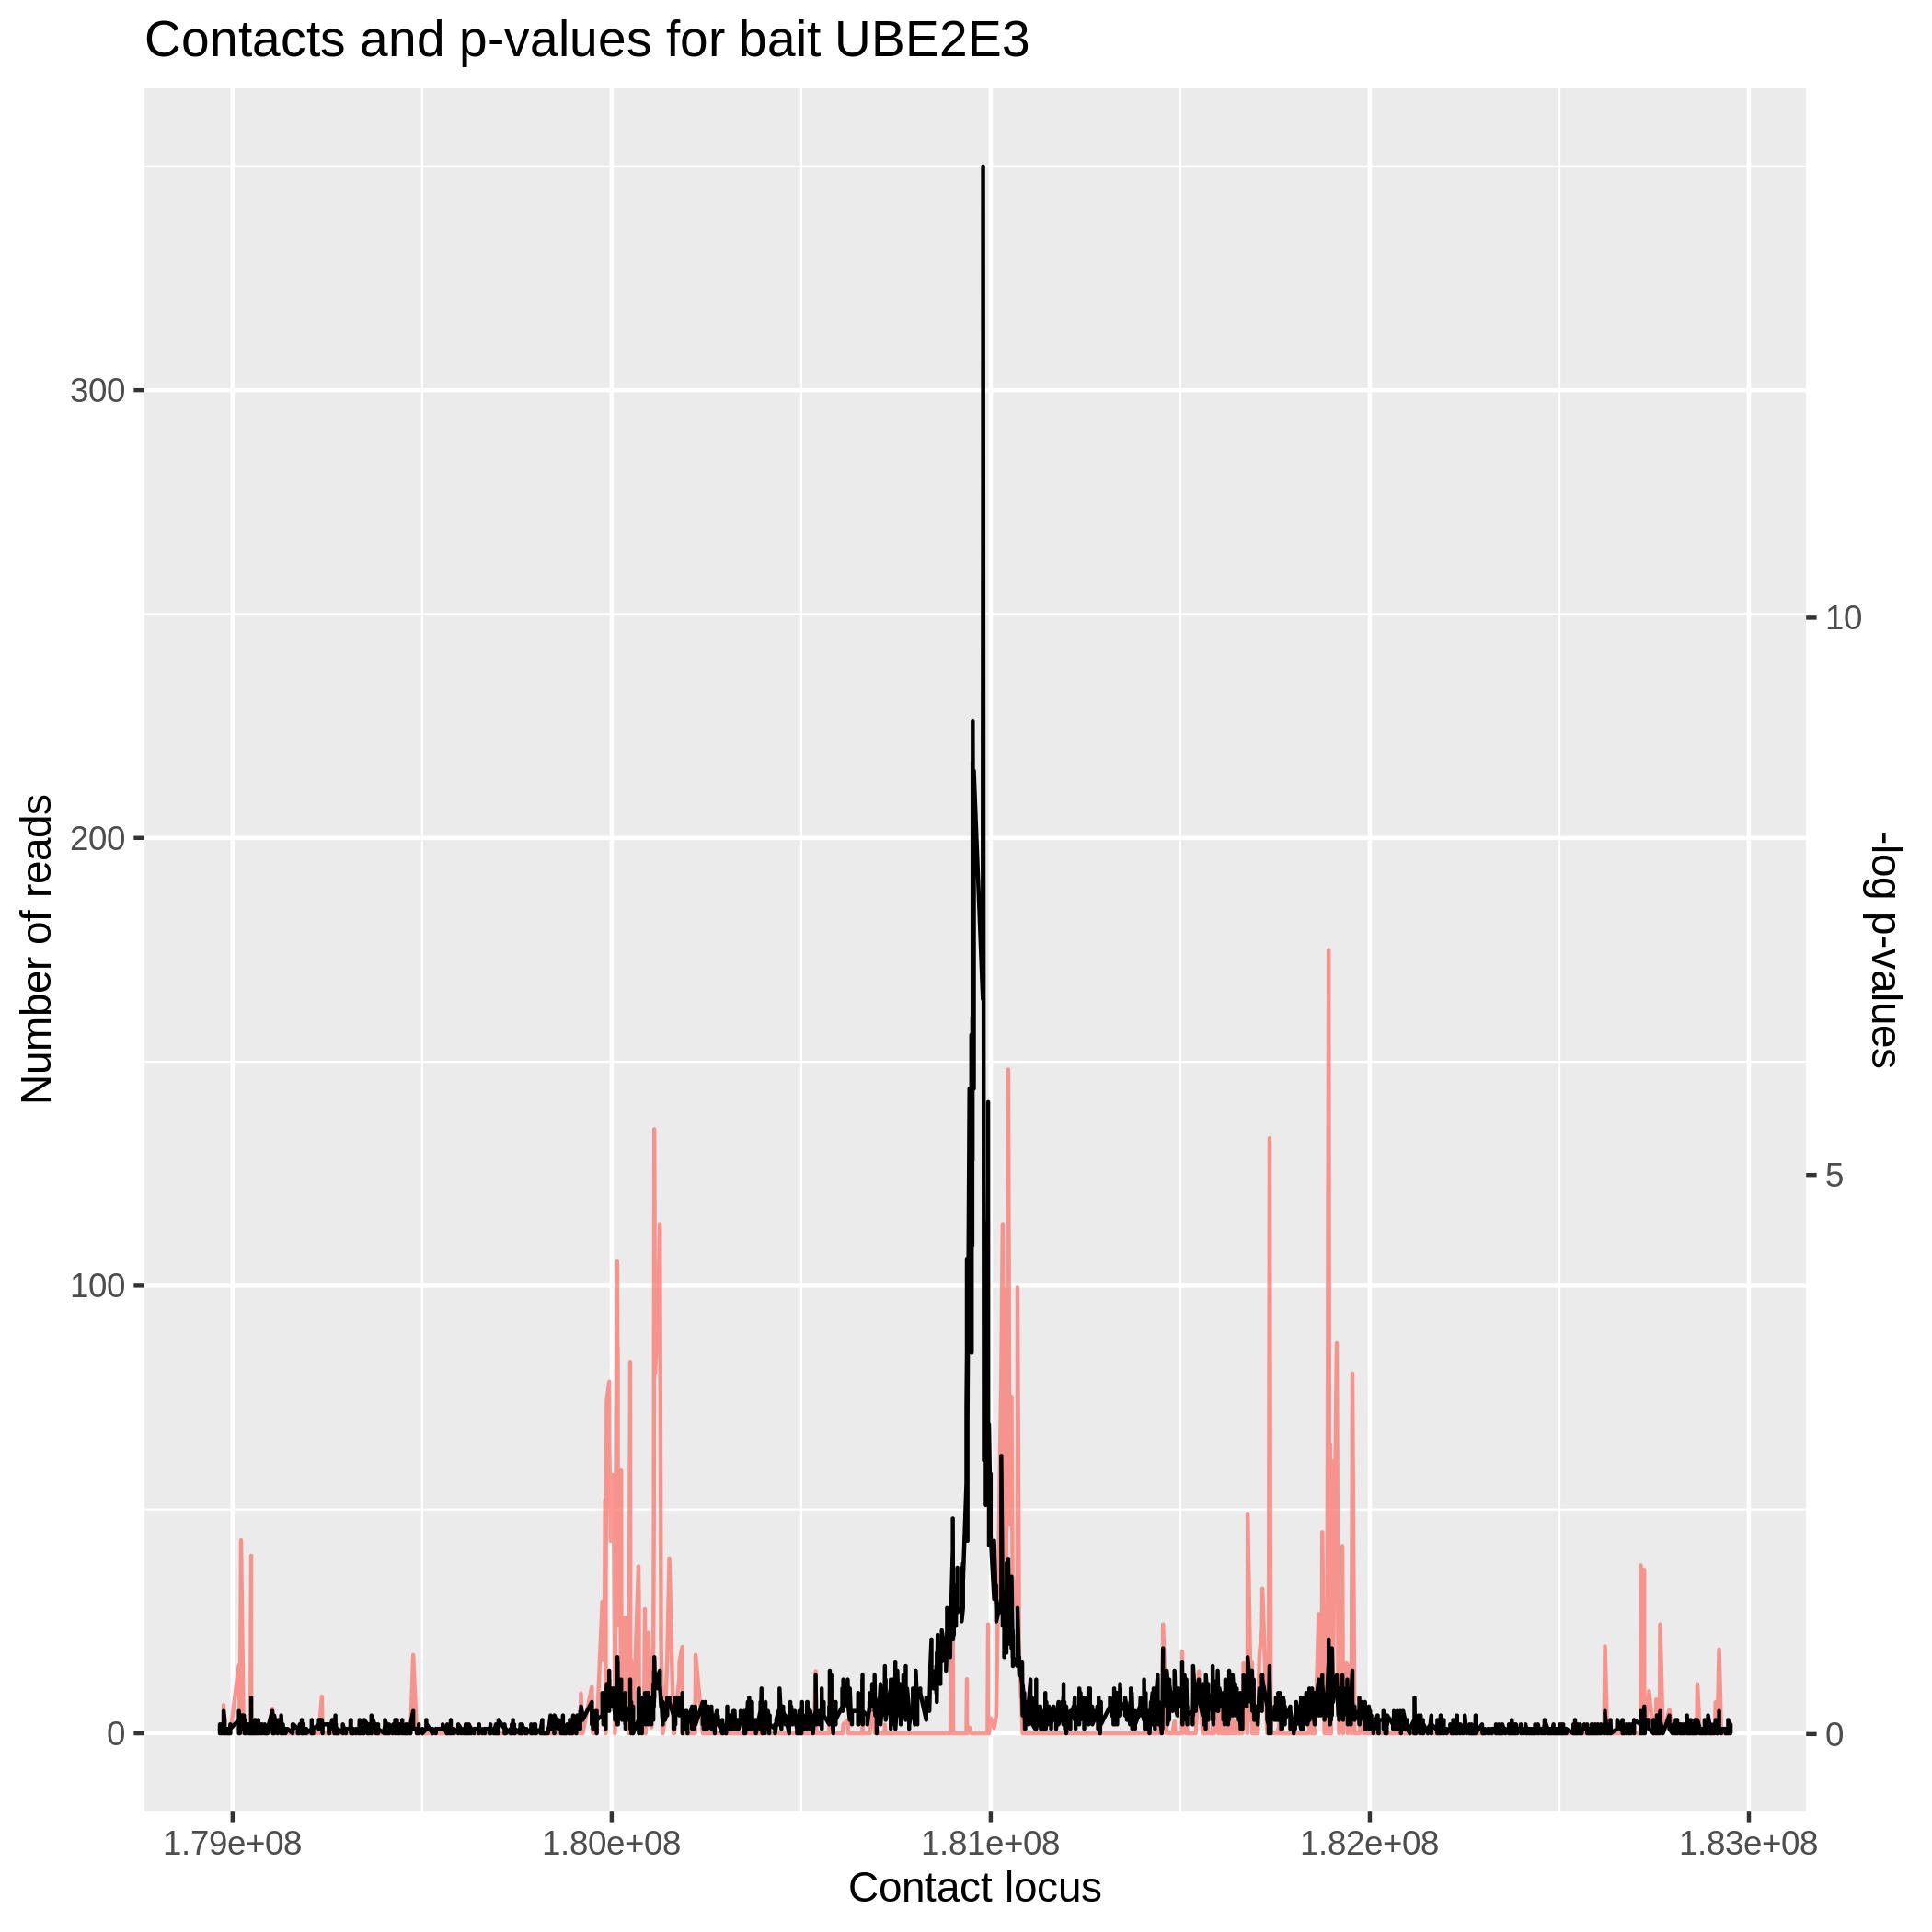 Contacts and p-values for bait UBE2E3
300
200
100
0
10
5
0
Number of reads
-log p-values
1.79e+08 1.80e+08 1.81e+08 1.82e+08 1.83e+08
Contact locus